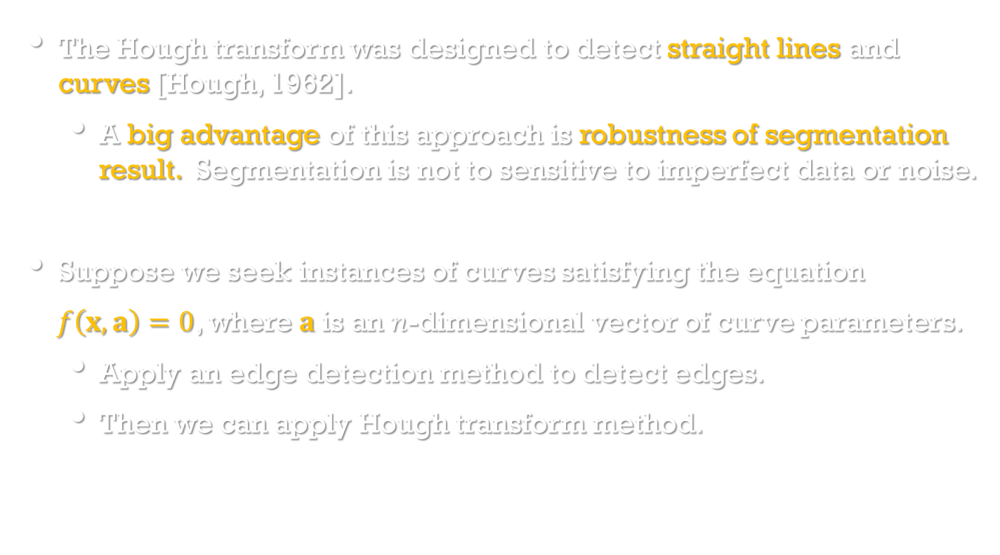 • The Hough transform was designed to detect straight lines and
curves [Hough, 1962].
• A big advantage of this approach is robustness of segmentation
result. Segmentation is not to sensitive to imperfect data or noise.
• Suppose we seek instances of curves satisfying the equation
f(x, a) = 0, where a is an n-dimensional vector of curve parameters.
• Apply an edge detection method to detect edges.
• Then we can apply Hough transform method.